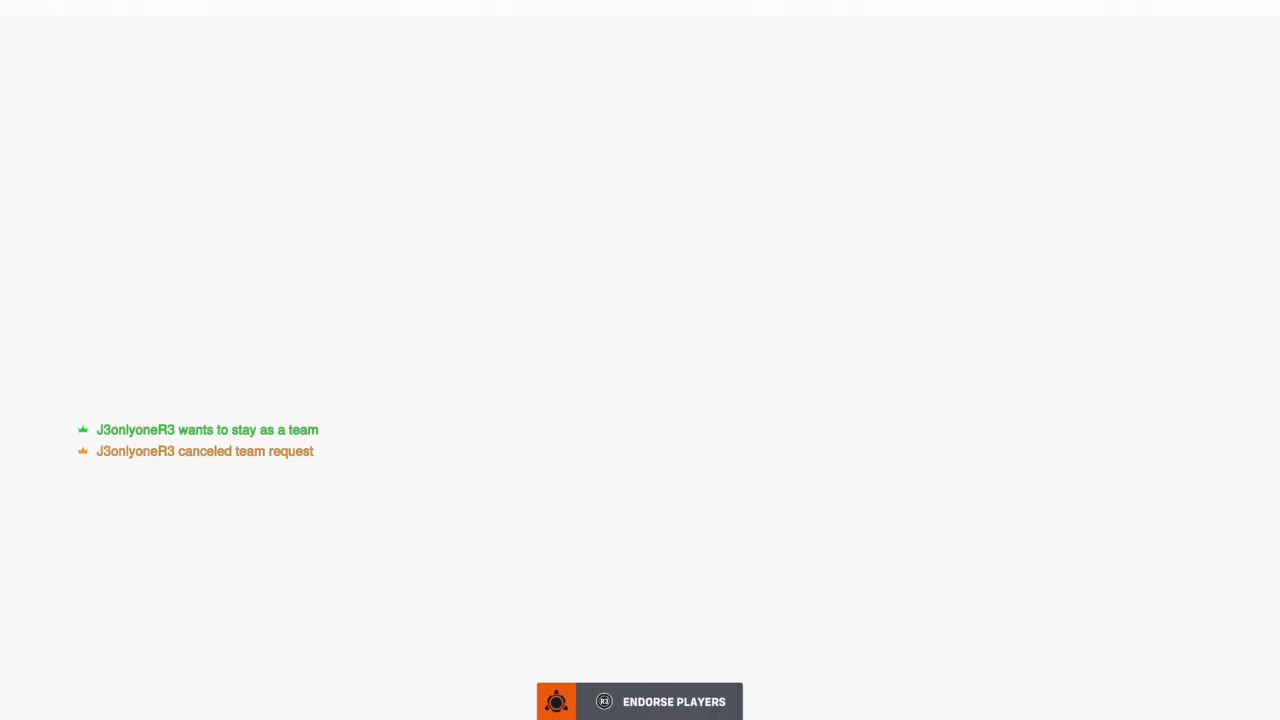 J3onlyoneR3 wants to stay as a team
J3onlyoneR3 canceled team request
R3 ENDORSE PLAYERS